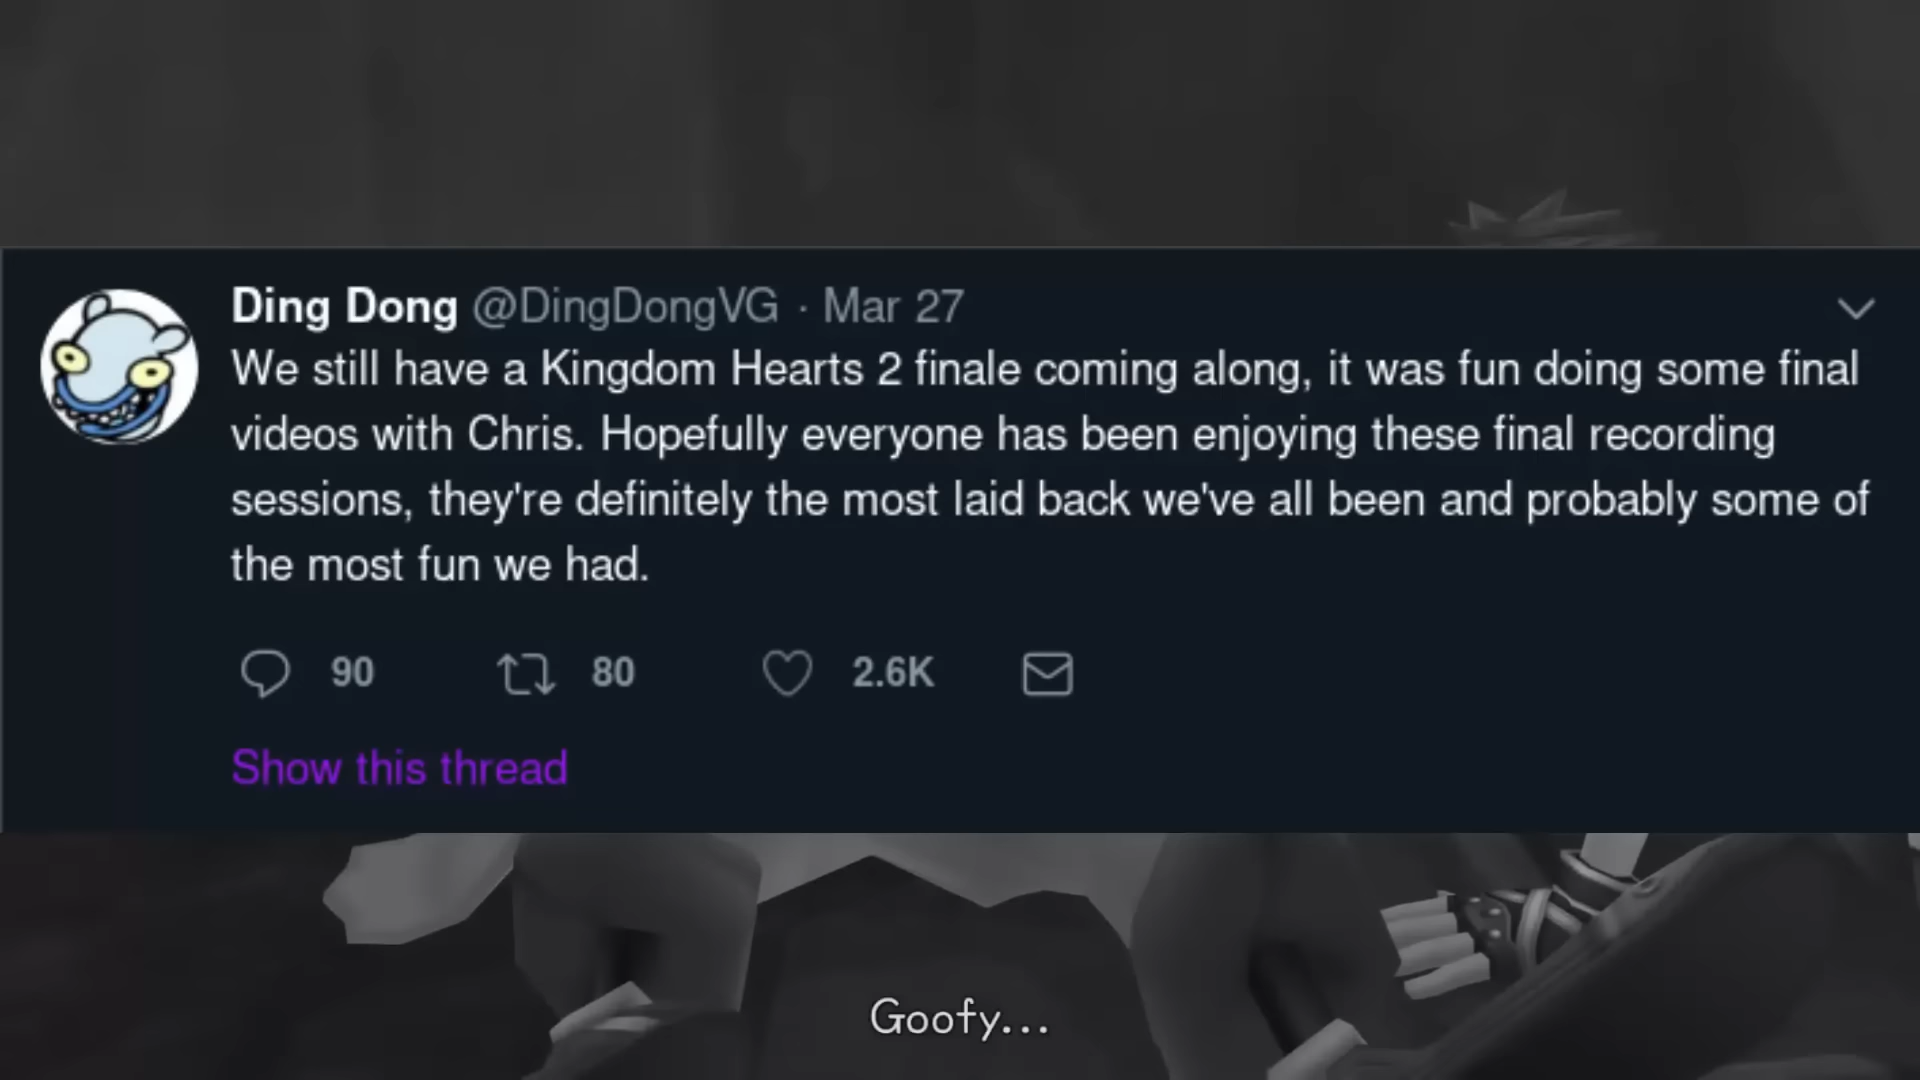 Ding Dong @DingDongVG · Mar 27
We still have a Kingdom Hearts 2 finale coming along, it was fun doing some final
videos with Chris. Hopefully everyone has been enjoying these final recording
sessions, they're definitely the most laid back we've all been and probably some of
the most fun we had.
90 80 2.6K
Show this thread
Goofy...